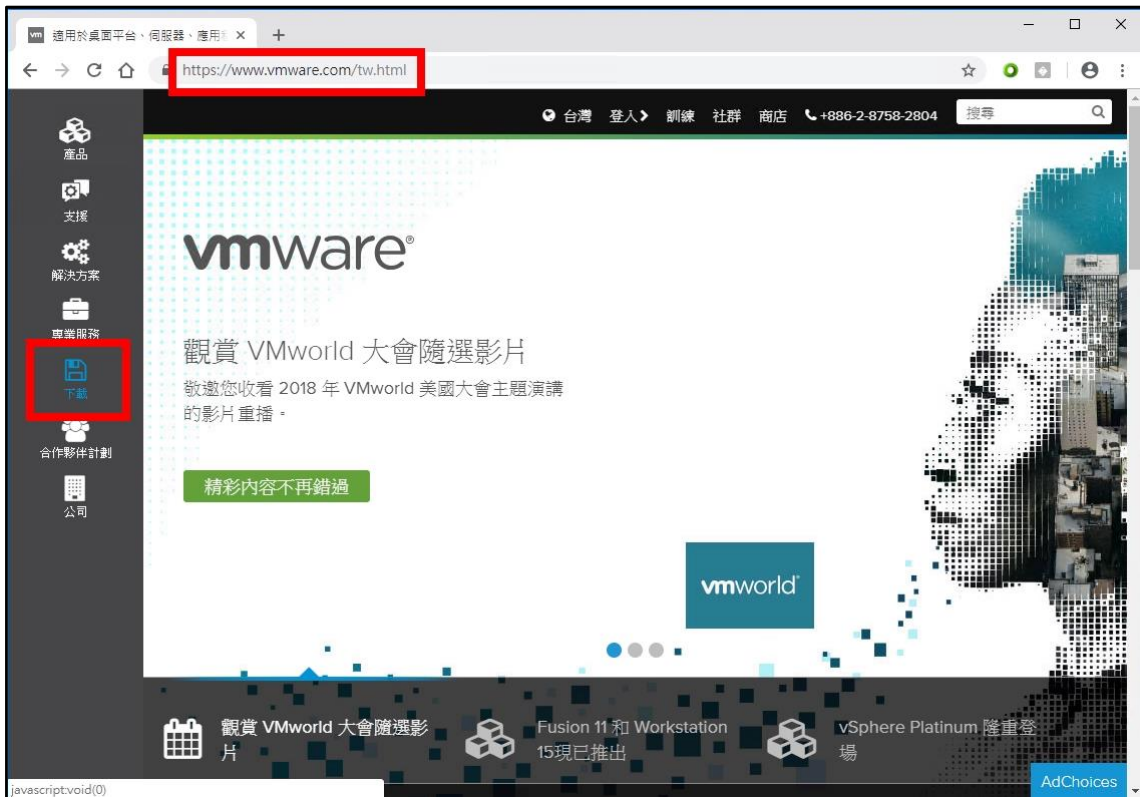 vm 適用於桌面平台、伺服器、應用
https://www.vmware.com/tw.html
台灣 登入 訓練 社群 商店 +886-2-8758-2804 搜尋
產品
支援
解決方案
專業服務
下載
合作夥伴計劃
公司
vmware®
觀賞 VMworld 大會隨選影片
敬邀您收看 2018 年 VMworld 美國大會主題演講
的影片重播。
精彩內容不再錯過
vmworld
觀賞 VMworld 大會隨選影
片
Fusion 11 和 Workstation
15現已推出
vSphere Platinum 隆重登
場
AdChoices
javascript:void(0)